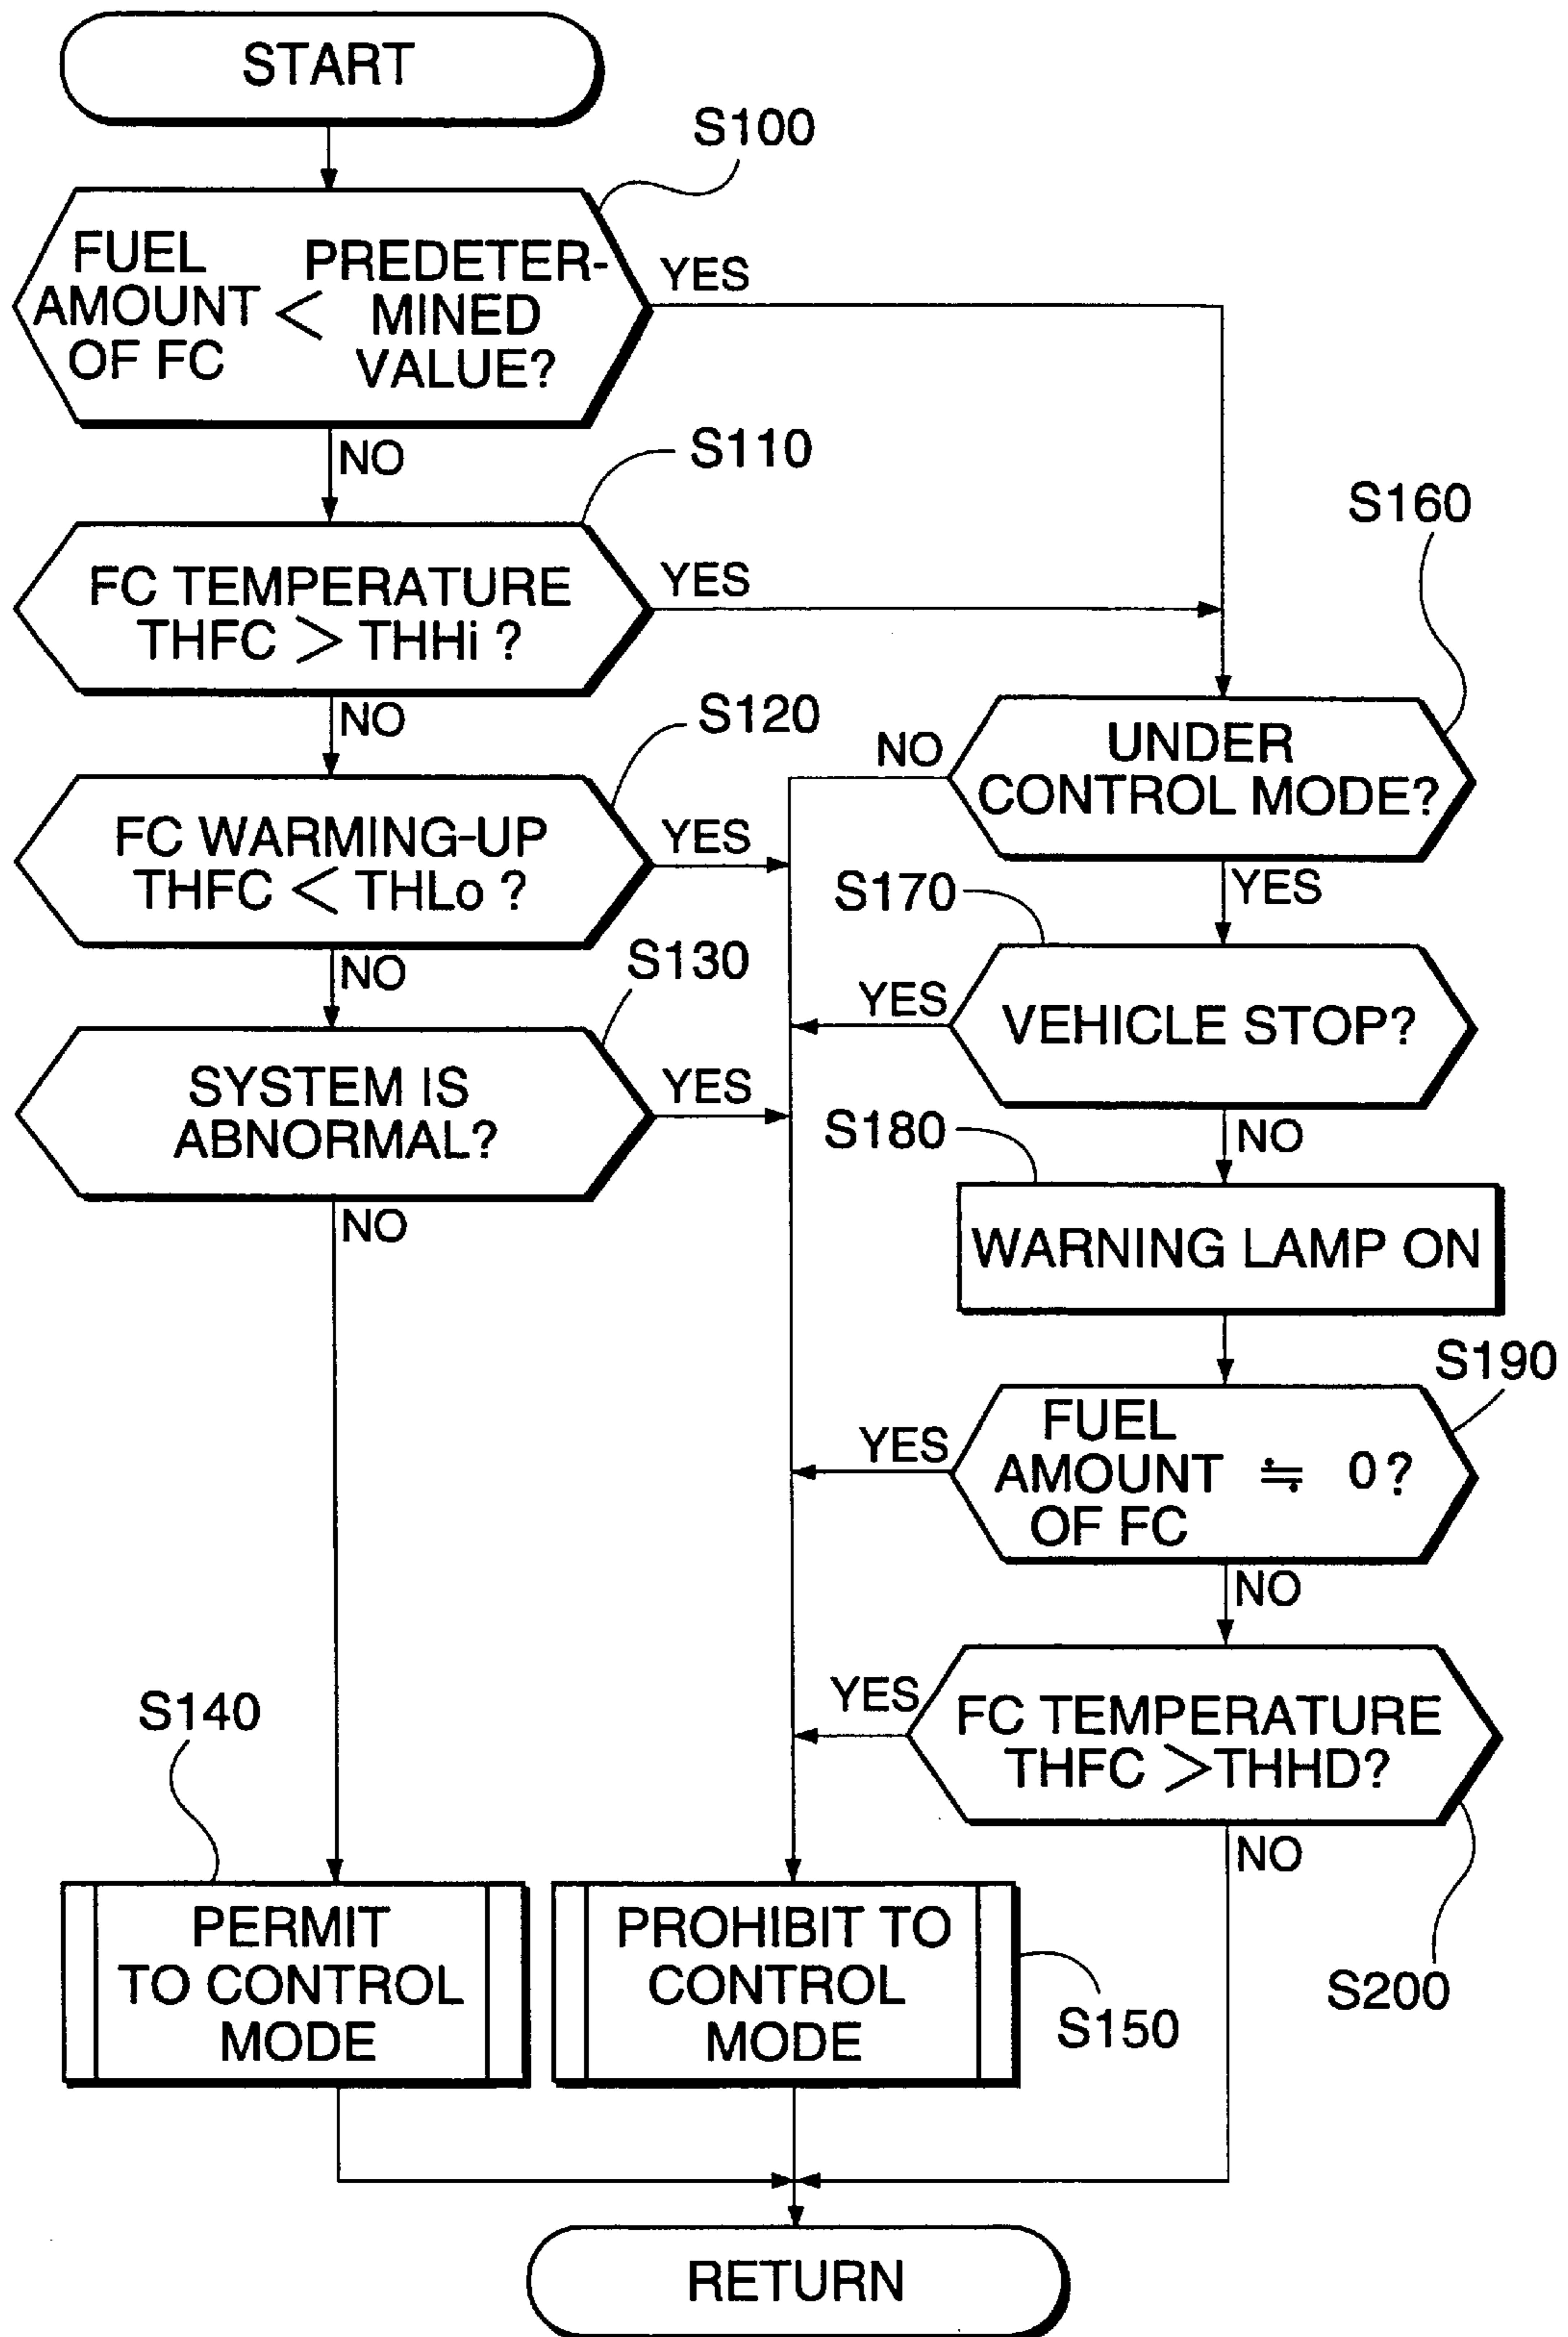 START
S100
FUEL AMOUNT OF FC < PREDETER-MINED VALUE?
YES
NO
S110
FC TEMPERATURE
THFC > THHi ?
YES
NO
S120
FC WARMING-UP
THFC < THLo ?
YES
NO
S130
SYSTEM IS
ABNORMAL?
YES
NO
S160
UNDER
CONTROL MODE?
NO
YES
S170
VEHICLE STOP?
YES
NO
S180
WARNING LAMP ON
S190
FUEL
AMOUNT ≒ 0?
OF FC
YES
NO
FC TEMPERATURE
THFC >THHD?
YES
NO
S200
S140
PERMIT
TO CONTROL
MODE
PROHIBIT TO
CONTROL
MODE
S150
RETURN